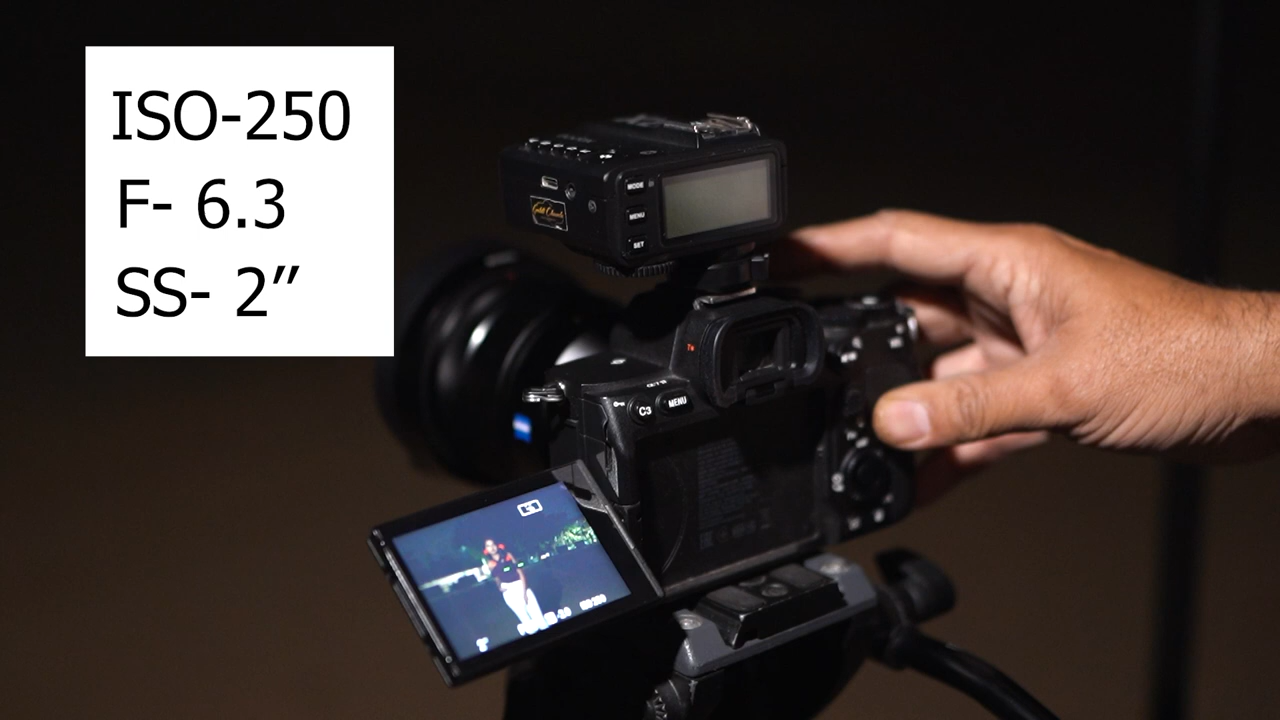 ISO-250
F- 6.3
SS- 2”
MODE
MENU
SET
C3
MENU